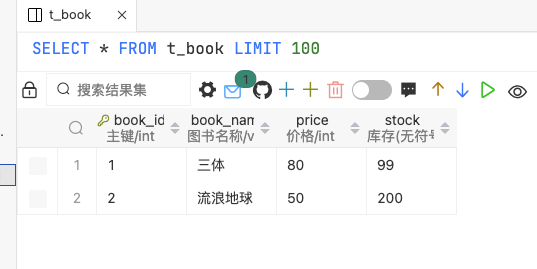 t_book
SELECT * FROM t_book LIMIT 100
搜索结果集
1
book_id book_nam price stock
主键/int 图书名称/v 价格/int 库存(无符号
1 1 三体 80 99
2 2 流浪地球 50 200